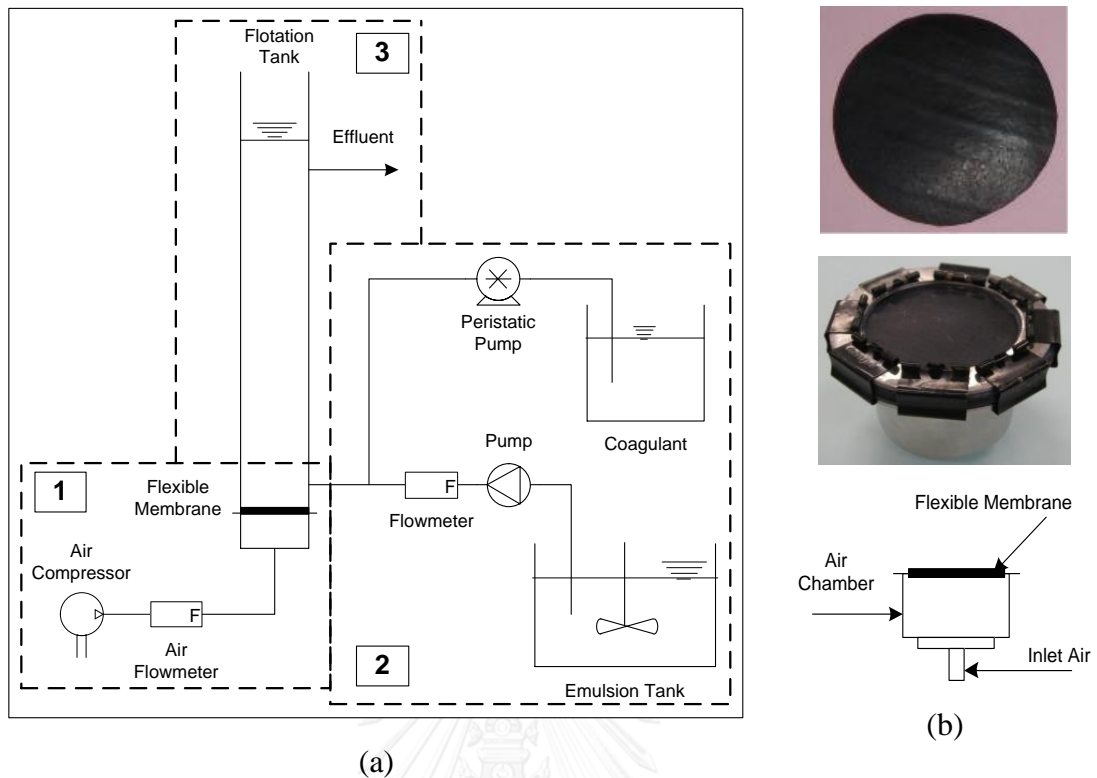 Flotation
Tank
3
Effluent
Peristatic
Pump
Coagulant
Pump
F
Flowmeter
1
Flexible
Membrane
Air
Compressor
F
Air
Flowmeter
2
Emulsion Tank
(a)
Flexible Membrane
Air
Chamber
Inlet Air
(b)